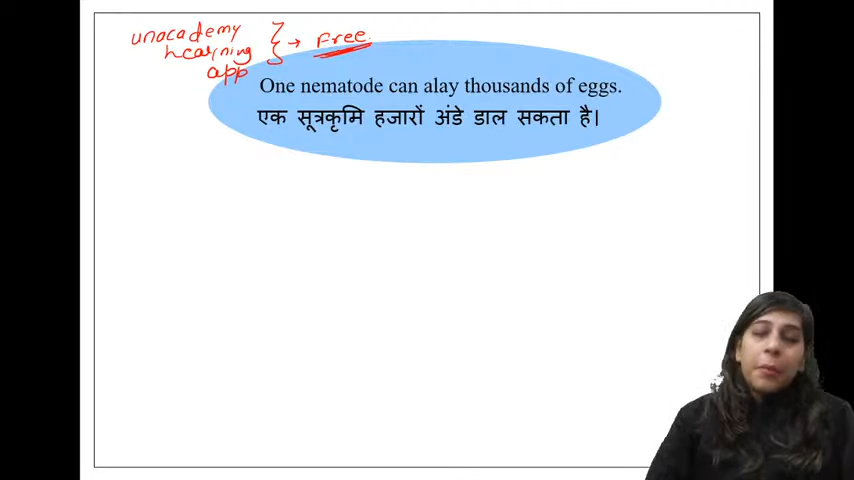 unacademy
learning
app
} → Free
One nematode can alay thousands of eggs.
एक सूत्रकृमि हजारों अंडे डाल सकता है।